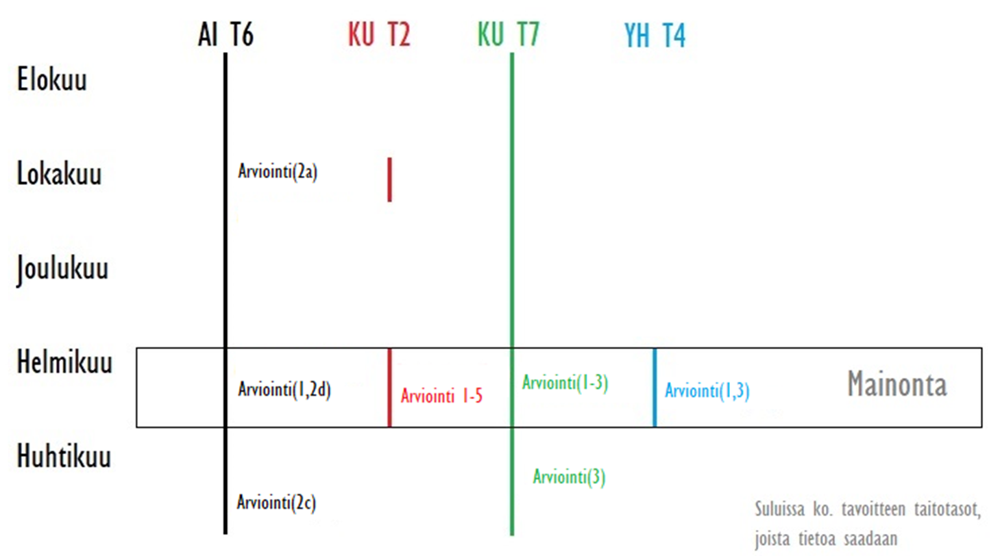 AI T6 KU T2 KU T7 YH T4
Elokuu
Lokakuu Arviointi(2a)
Joulukuu
Helmikuu Arviointi(1,2d) Arviointi 1-5 Arviointi(1-3) Arviointi(1,3) Mainonta
Huhtikuu
Arviointi(3)
Arviointi(2c)
Suluissa ko. tavoitteen taitotasot,
joista tietoa saadaan